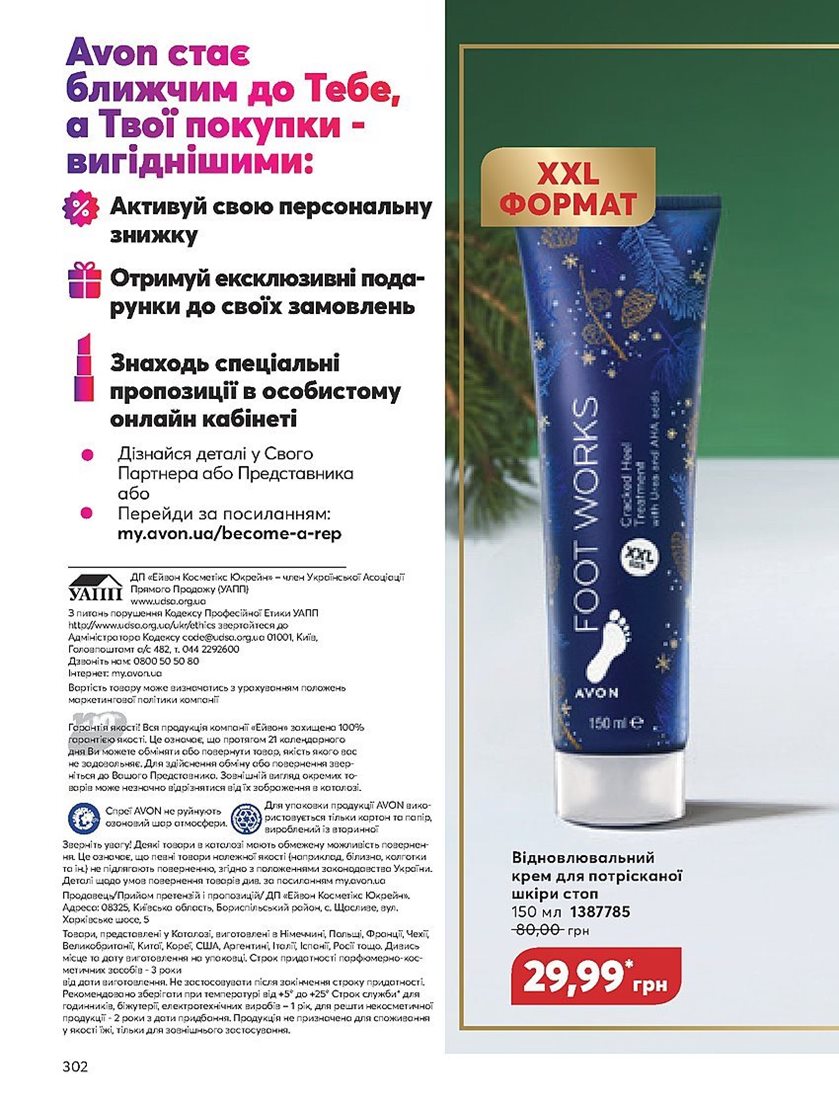 Avon стає
ближчим до Тебе,
а Твої покупки -
вигіднішими:
%
Активуй свою персональну
знижку
Отримуй ексклюзивні пода-
рунки до своїх замовлень
Знаходь спеціальні
пропозиції в особистому
онлайн кабінеті
Дізнайся деталі у Свого
Партнера або Представника
або
Перейди за посиланням:
my.avon.ua/become-a-rep
УАПП
ДП «Ейвон Косметікс Юкрейн» – член Української Асоціації
Прямого Продажу (УАПП)
www.udsa.org.ua
З питань порушення Кодексу Професійної Етики УАПП
http://www.udsa.org.ua/ukr/ethics звертайтеся до
Адміністратора Кодексу code@udsa.org.ua 01001, Київ,
Головпоштамт а/с 482, т. 044 2292600
Дзвоніть нам: 0800 50 50 80
Інтернет: my.avon.ua
Вартість товару може визначатись з урахуванням положень
маркетингової політики компанії
Гарантія якості! Вся продукція компанії «Ейвон» захищена 100%
гарантією якості. Це означає, що протягом 21 календарного
дня Ви можете обміняти або повернути товар, якість якого вас
не задовольняє. Для здійснення обміну або повернення звер-
ніться до Вашого Представника. Зовнішній вигляд окремих то-
варів може незначно відрізнятися від їх зображення в каталозі.
Спреї AVON не руйнують
озоновий шар атмосфери.
Для упаковки продукції AVON вико-
ристовується тільки картон та папір,
вироблений із вторинної
Зверніть увагу! Деякі товари в каталозі мають обмежену можливість повернен-
ня. Це означає, що певні товари належної якості (наприклад, білизна, колготки
та ін.) не підлягають поверненню, згідно з положеннями законодавства України.
Деталі щодо умов повернення товарів див. за посиланням my.avon.ua
Продавець/Прийом претензій і пропозицій/ ДП «Ейвон Косметікс Юкрейн».
Адреса: 08325, Київська область, Бориспільський район, с. Щасливе, вул.
Харківське шосе, 5
Товари, представлені у Каталозі, виготовлені в Німеччині, Польщі, Франції, Чехії,
Великобританії, Китаї, Кореї, США, Аргентині, Італії, Іспанії, Росії тощо. Дивись
місце та дату виготовлення на упаковці. Строк придатності парфюмерно-кос-
метичних засобів - 3 роки
від дати виготовлення. Не застосовувати після закінчення строку придатності.
Рекомендовано зберігати при температурі від +5° до +25° Строк служби* для
годинників, біжутерії, електротехнічних виробів – 1 рік, для решти некосметичної
продукції - 2 роки з дати придбання. Продукція не призначена для споживання
у якості їжі, тільки для зовнішнього застосування.
302
XXL
ФОРМАТ
FOOT WORKS
Cracked Heel
Treatment
with Urea and AHA acids
XXL
SIZE
AVON
150 ml e
Відновлювальний
крем для потрісканої
шкіри стоп
150 мл 1387785
80,00 грн
29,99* грн